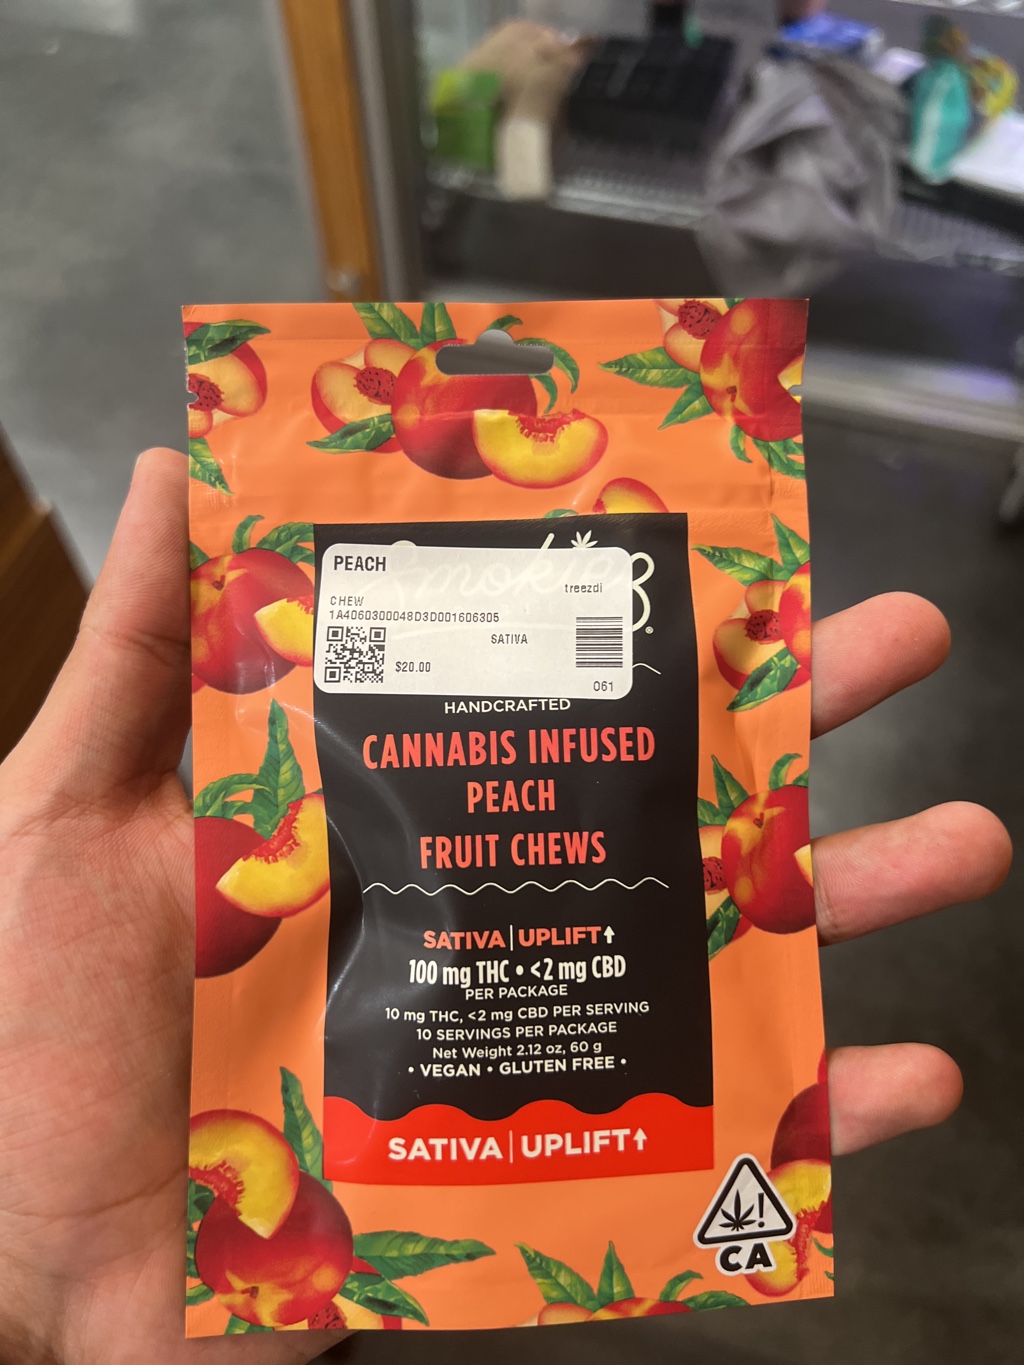 PEACH
treezdi
CHEW
1A4060300048D3D001606305
SATIVA
$20.00
061
HANDCRAFTED
CANNABIS INFUSED
PEACH
FRUIT CHEWS
SATIVA|UPLIFT↑
100 mg THC • <2 mg CBD
PER PACKAGE
10 mg THC, <2 mg CBD PER SERVING
10 SERVINGS PER PACKAGE
Net Weight 2.12 oz, 60 g
• VEGAN • GLUTEN FREE •
SATIVA|UPLIFT↑
!
CA